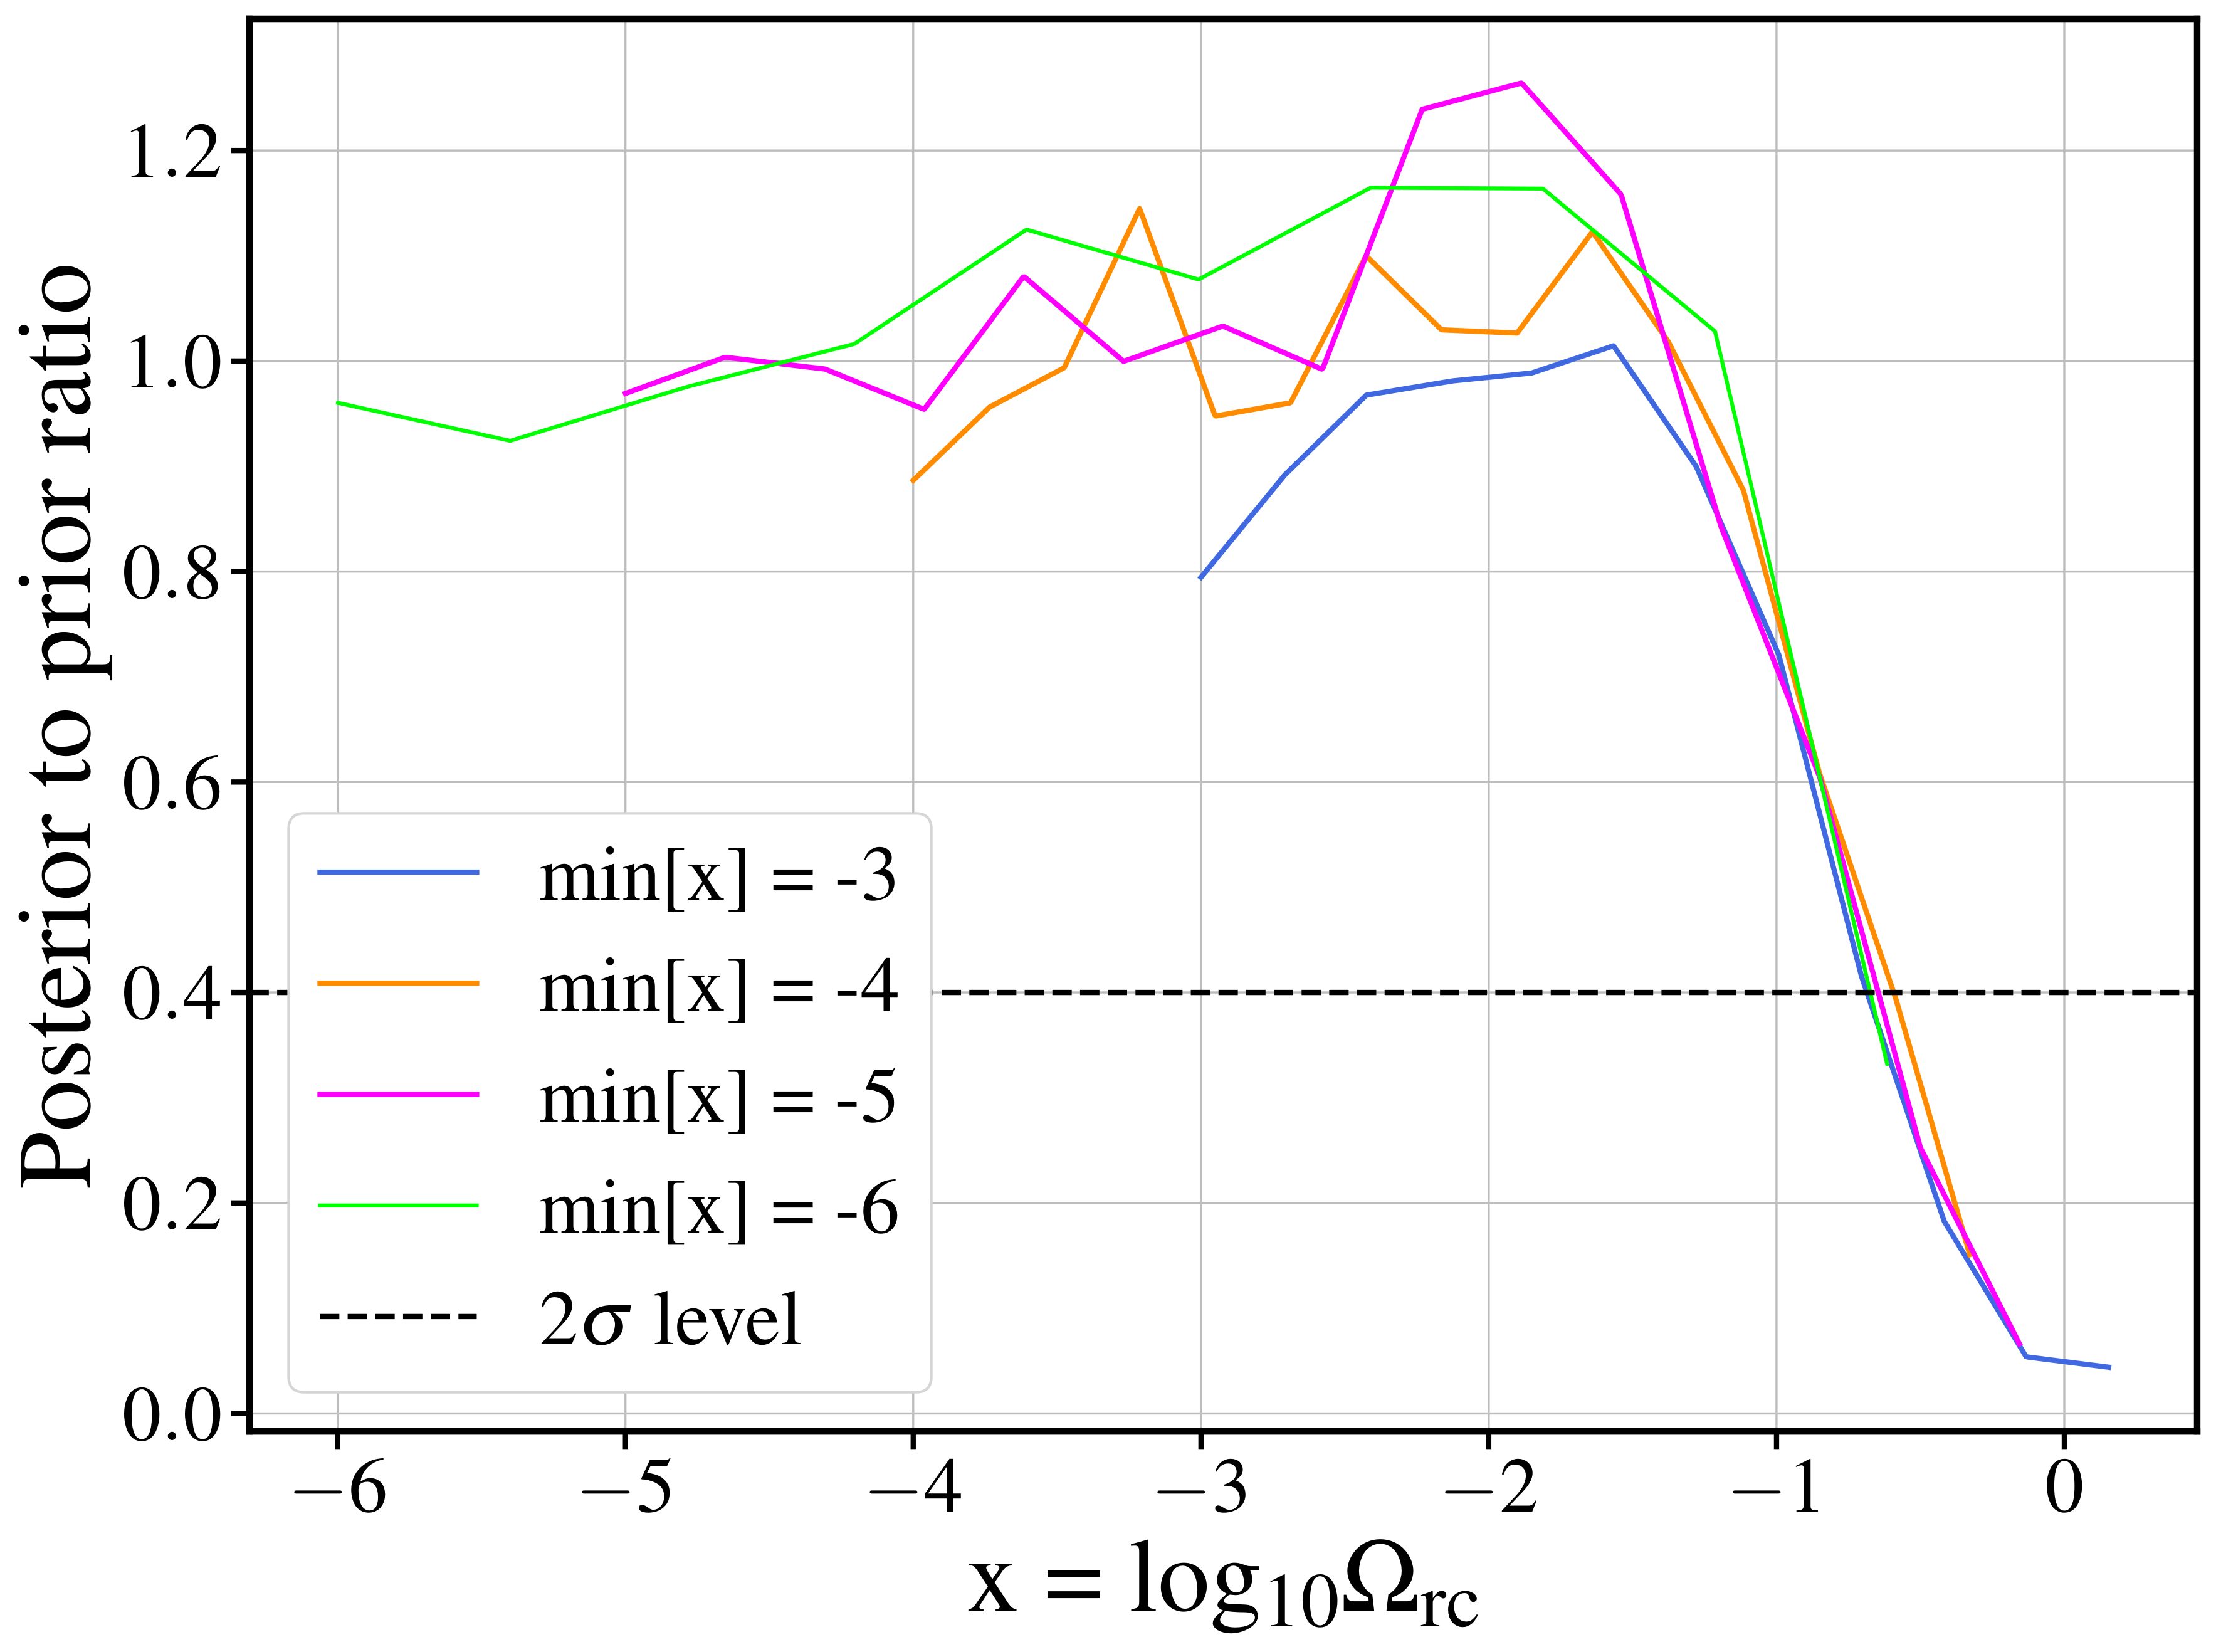 Posterior to prior ratio
1.2
1.0
0.8
0.6
0.4
0.2
0.0
min[x] = -3
min[x] = -4
min[x] = -5
min[x] = -6
2σ level
−6 −5 −4 −3 −2 −1 0
x = log₁₀Ωrc